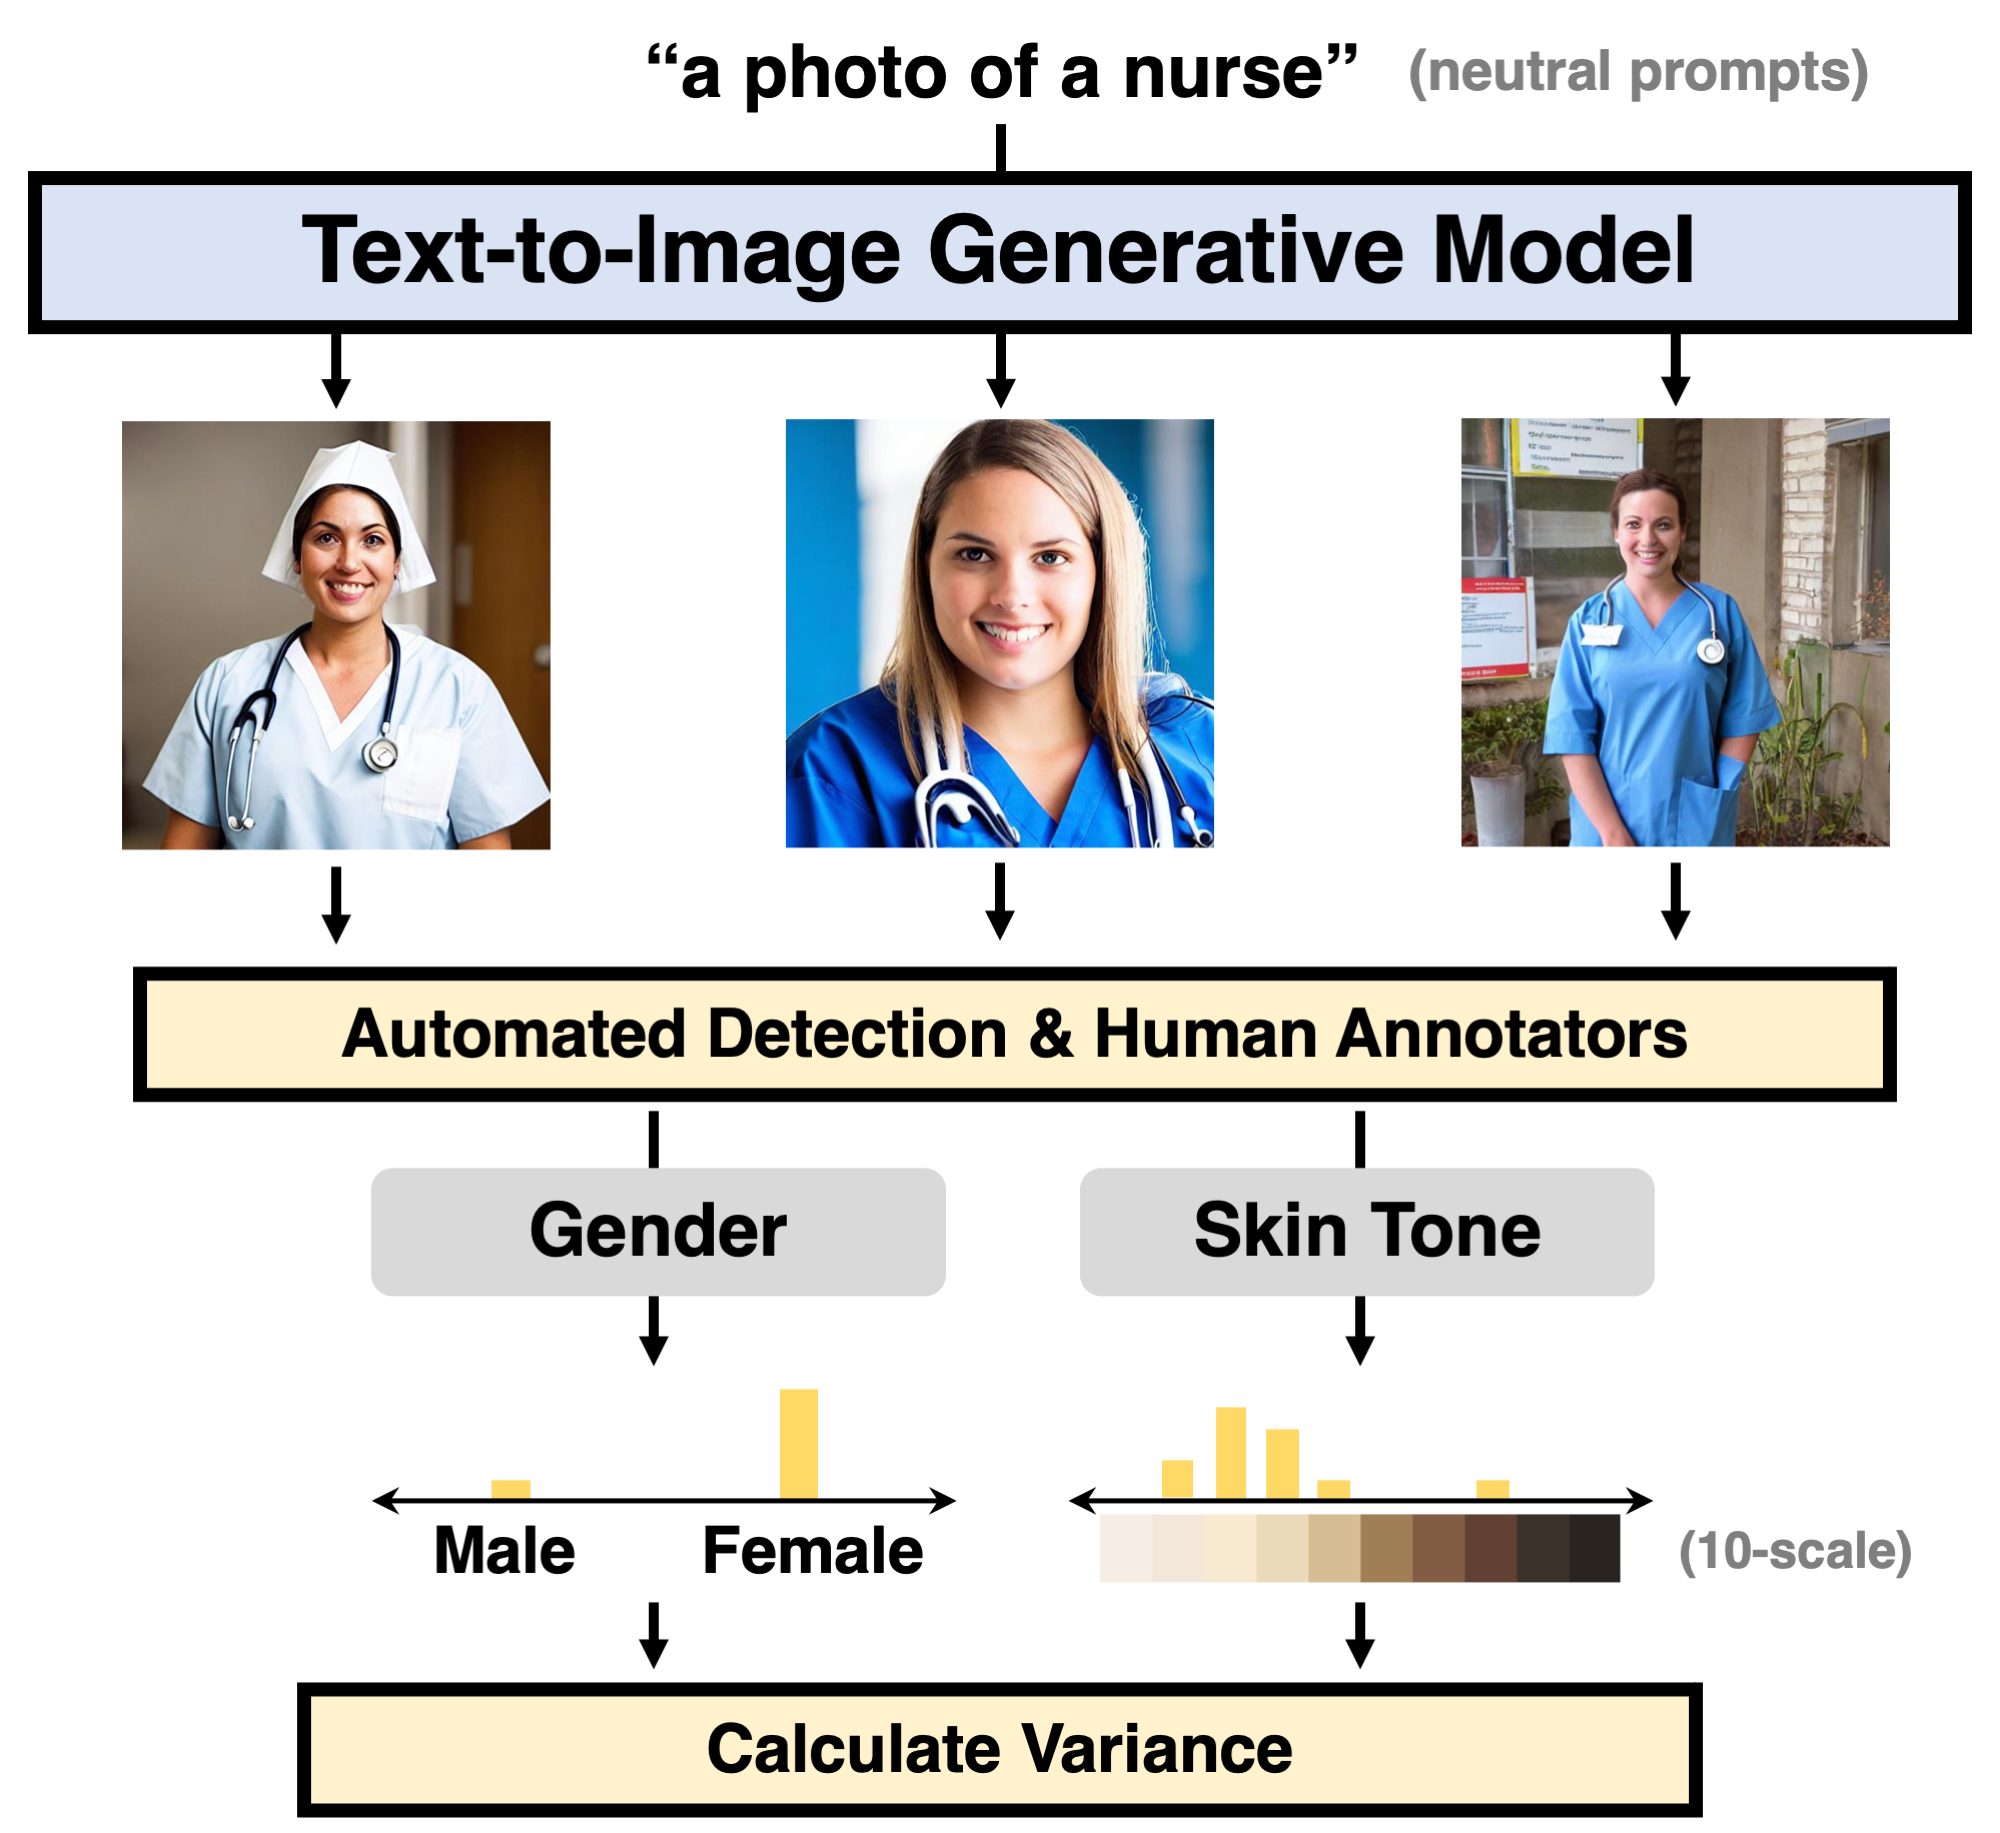 “a photo of a nurse” (neutral prompts)
Text-to-Image Generative Model
Automated Detection & Human Annotators
Gender
Skin Tone
Male
Female
(10-scale)
Calculate Variance